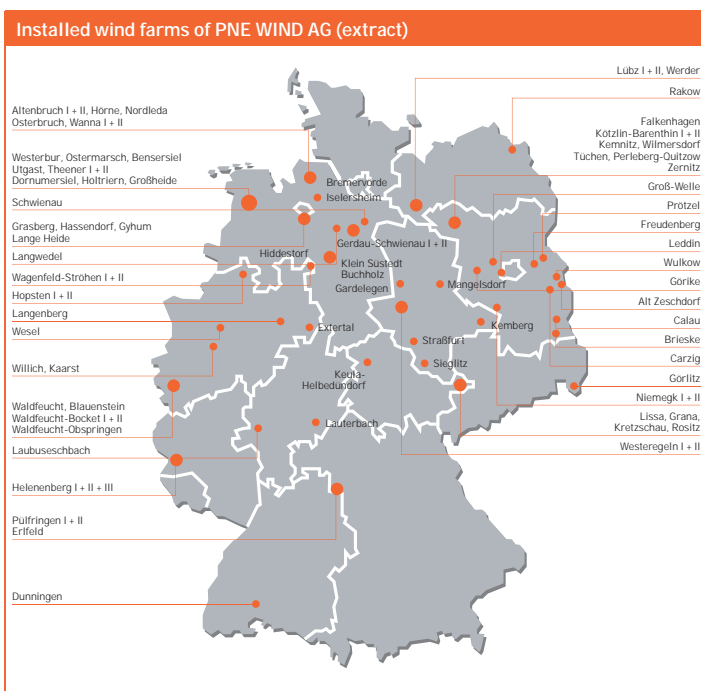 Installed wind farms of PNE WIND AG (extract)
Altenbruch I + II, Hörne, Nordleda
Osterbruch, Wanna I + II
Westerbur, Ostermarsch, Bensersiel
Utgast, Theener I + II
Dornumersiel, Holtriern, Großheide
Schwienau
Grasberg, Hassendorf, Gyhum
Lange Heide
Langwedel
Wagenfeld-Ströhen I + II
Hopsten I + II
Langenberg
Wesel
Willich, Kaarst
Waldfeucht, Blauenstein
Waldfeucht-Bocket I + II
Waldfeucht-Obspringen
Laubuseschbach
Helenenberg I + II + III
Pülfringen I + II
Erlfeld
Dunningen
Bremervörde
Iselersheim
Hiddestorf
Gerdau-Schwienau I + II
Klein Süstedt
Buchholz
Gardelegen
Mangelsdorf
Extertal
Kemberg
Straßfurt
Sieglitz
Keula-
Helbedündorf
Lauterbach
Lübz I + II, Werder
Rakow
Falkenhagen
Kötzlin-Barenthin I + II
Kemnitz, Wilmersdorf
Tüchen, Perleberg-Quitzow
Zernitz
Groß-Welle
Prötzel
Freudenberg
Leddin
Wulkow
Görike
Alt Zeschdorf
Calau
Brieske
Carzig
Görlitz
Niemegk I + II
Lissa, Grana,
Kretzschau, Rositz
Westeregeln I + II